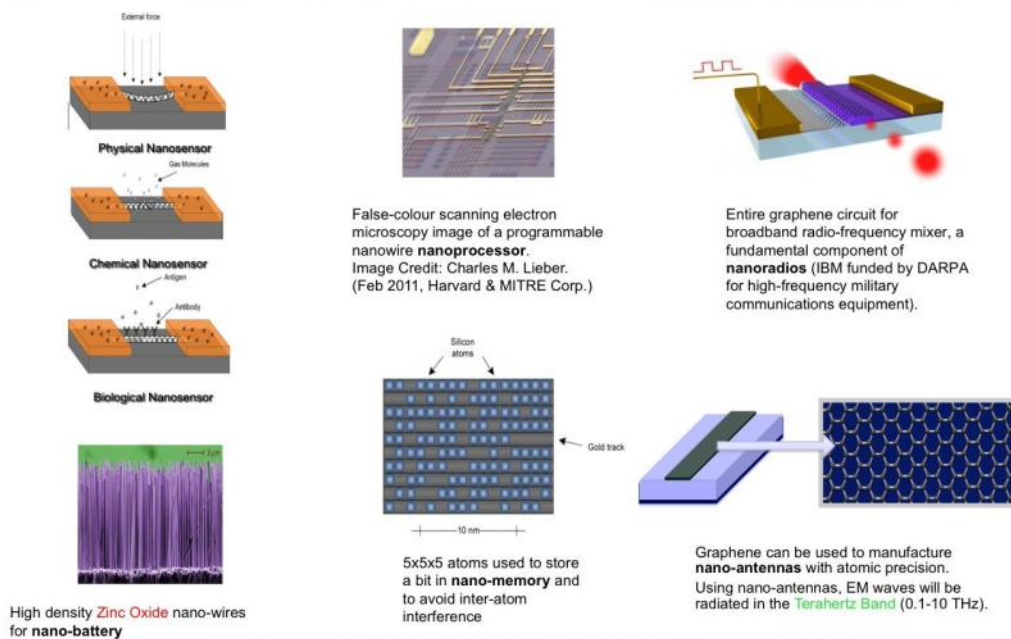 External force
Physical Nanosensor
Gas Molecules
Chemical Nanosensor
Antigen
Antibody
Biological Nanosensor
2μm
High density Zinc Oxide nano-wires
for nano-battery
False-colour scanning electron
microscopy image of a programmable
nanowire nanoprocessor.
Image Credit: Charles M. Lieber.
(Feb 2011, Harvard & MITRE Corp.)
Silicon
atoms
Gold track
10 nm
5x5x5 atoms used to store
a bit in nano-memory and
to avoid inter-atom
interference
Entire graphene circuit for
broadband radio-frequency mixer, a
fundamental component of
nanoradios (IBM funded by DARPA
for high-frequency military
communications equipment).
Graphene can be used to manufacture
nano-antennas with atomic precision.
Using nano-antennas, EM waves will be
radiated in the Terahertz Band (0.1-10 THz).